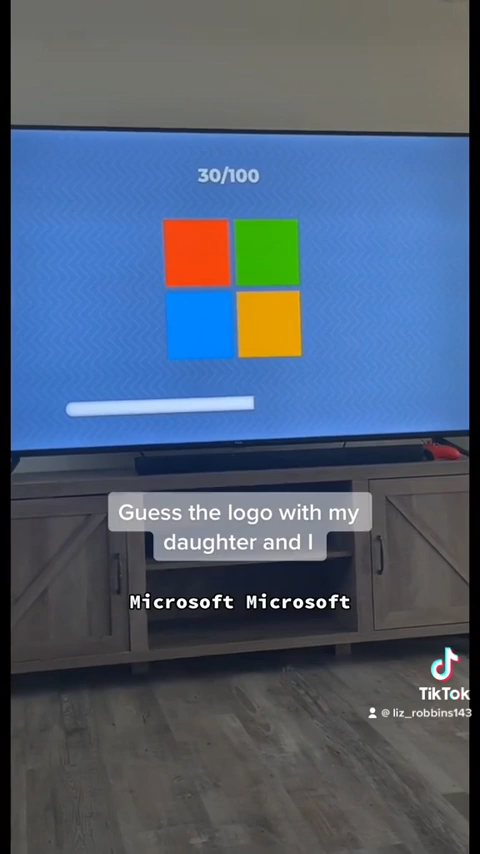 30/100
Guess the logo with my
daughter and I
Microsoft Microsoft
TikTok
@ liz_robbins143